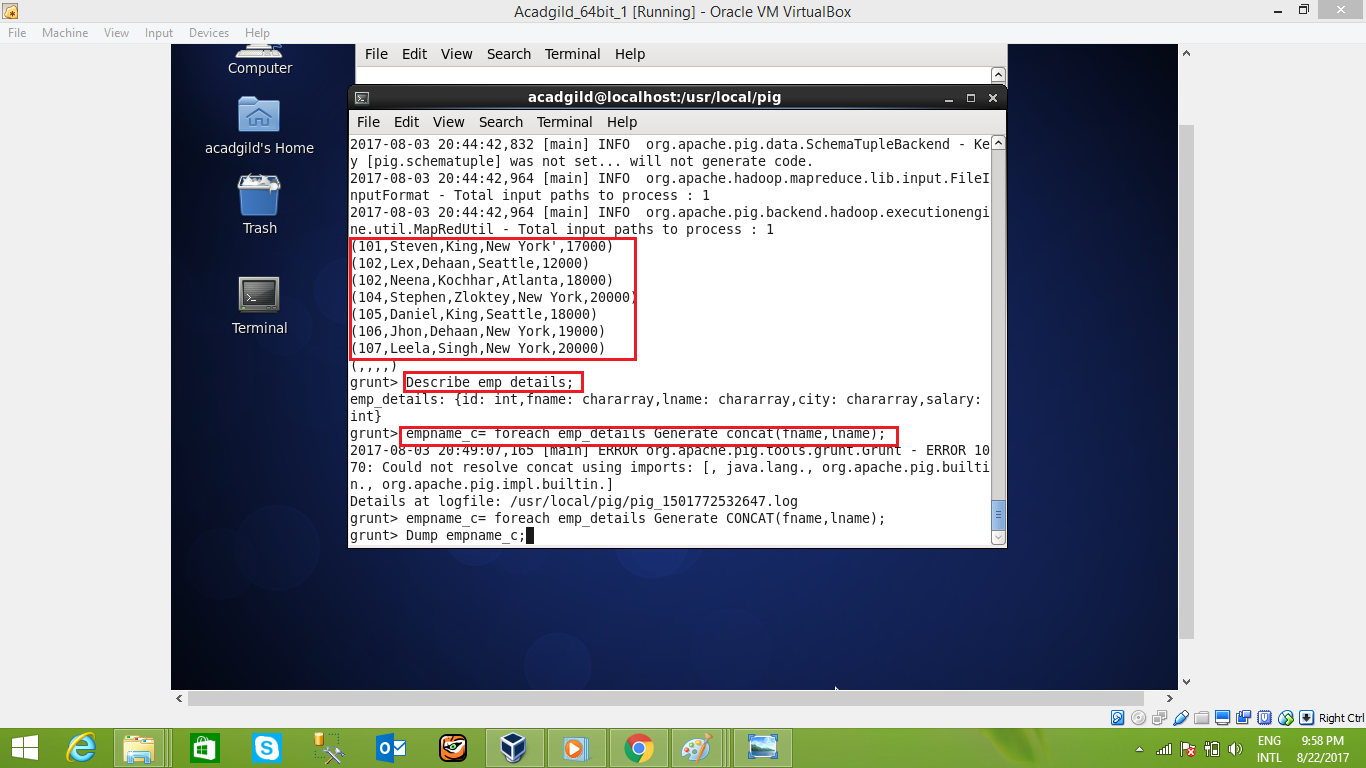 Acadgild_64bit_1 [Running] - Oracle VM VirtualBox
File Machine View Input Devices Help
Computer
acadgild's Home
Trash
Terminal
File Edit View Search Terminal Help
acadgild@localhost:/usr/local/pig
File Edit View Search Terminal Help
2017-08-03 20:44:42,832 [main] INFO  org.apache.pig.data.SchemaTupleBackend - Ke
y [pig.schematuple] was not set... will not generate code.
2017-08-03 20:44:42,964 [main] INFO  org.apache.hadoop.mapreduce.lib.input.FileI
nputFormat - Total input paths to process : 1
2017-08-03 20:44:42,964 [main] INFO  org.apache.pig.backend.hadoop.executionengi
ne.util.MapRedUtil - Total input paths to process : 1
(101,Steven,King,New York',17000)
(102,Lex,Dehaan,Seattle,12000)
(102,Neena,Kochhar,Atlanta,18000)
(104,Stephen,Zloktey,New York,20000)
(105,Daniel,King,Seattle,18000)
(106,Jhon,Dehaan,New York,19000)
(107,Leela,Singh,New York,20000)
(,,,,)
grunt> Describe emp_details;
emp_details: {id: int,fname: chararray,lname: chararray,city: chararray,salary:
int}
grunt> empname_c= foreach emp_details Generate concat(fname,lname);
2017-08-03 20:49:07,165 [main] ERROR org.apache.pig.tools.grunt.Grunt - ERROR 10
70: Could not resolve concat using imports: [, java.lang., org.apache.pig.builti
n., org.apache.pig.impl.builtin.]
Details at logfile: /usr/local/pig/pig_1501772532647.log
grunt> empname_c= foreach emp_details Generate CONCAT(fname,lname);
grunt> Dump empname_c;
Right Ctrl
ENG 9:58 PM
INTL 8/22/2017